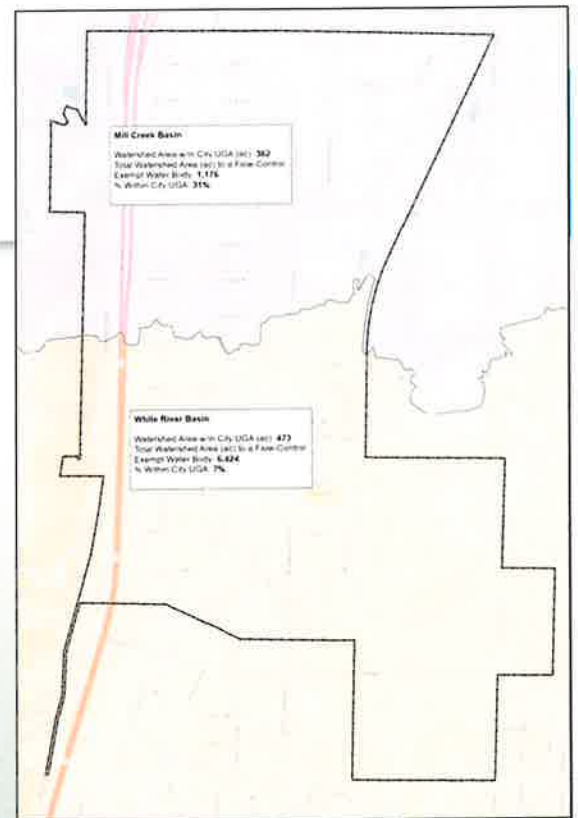 Mill Creek Basin
Watershed Area w/in City UGA (ac): 362
Total Watershed Area (ac) to a Flow-Control
Exempt Water Body: 1,176
% Within City UGA: 31%
White River Basin
Watershed Area w/in City UGA (ac): 473
Total Watershed Area (ac) to a Flow-Control
Exempt Water Body: 6,424
% Within City UGA: 7%